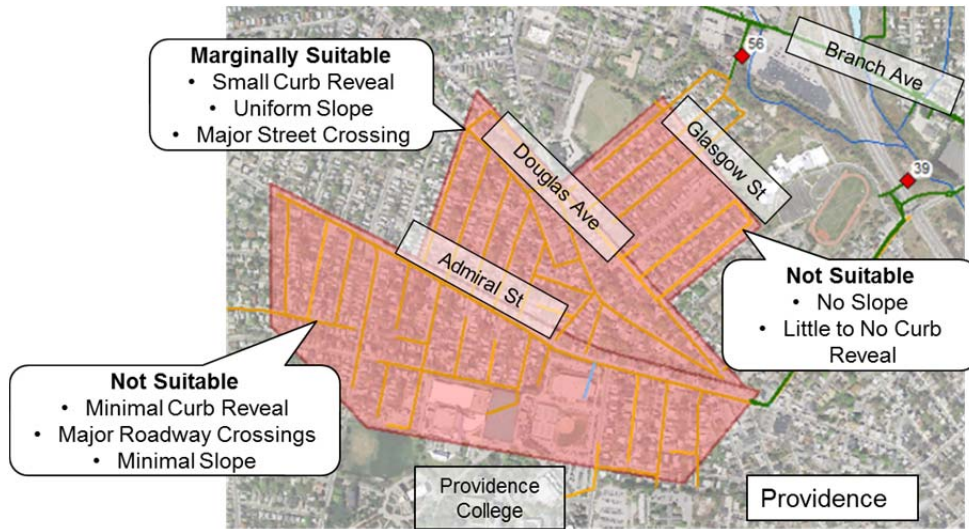 Marginally Suitable
• Small Curb Reveal
• Uniform Slope
• Major Street Crossing
56
Branch Ave
39
Glasgow St
Douglas Ave
Admiral St
Not Suitable
• No Slope
• Little to No Curb
Reveal
Not Suitable
• Minimal Curb Reveal
• Major Roadway Crossings
• Minimal Slope
Providence
College
Providence